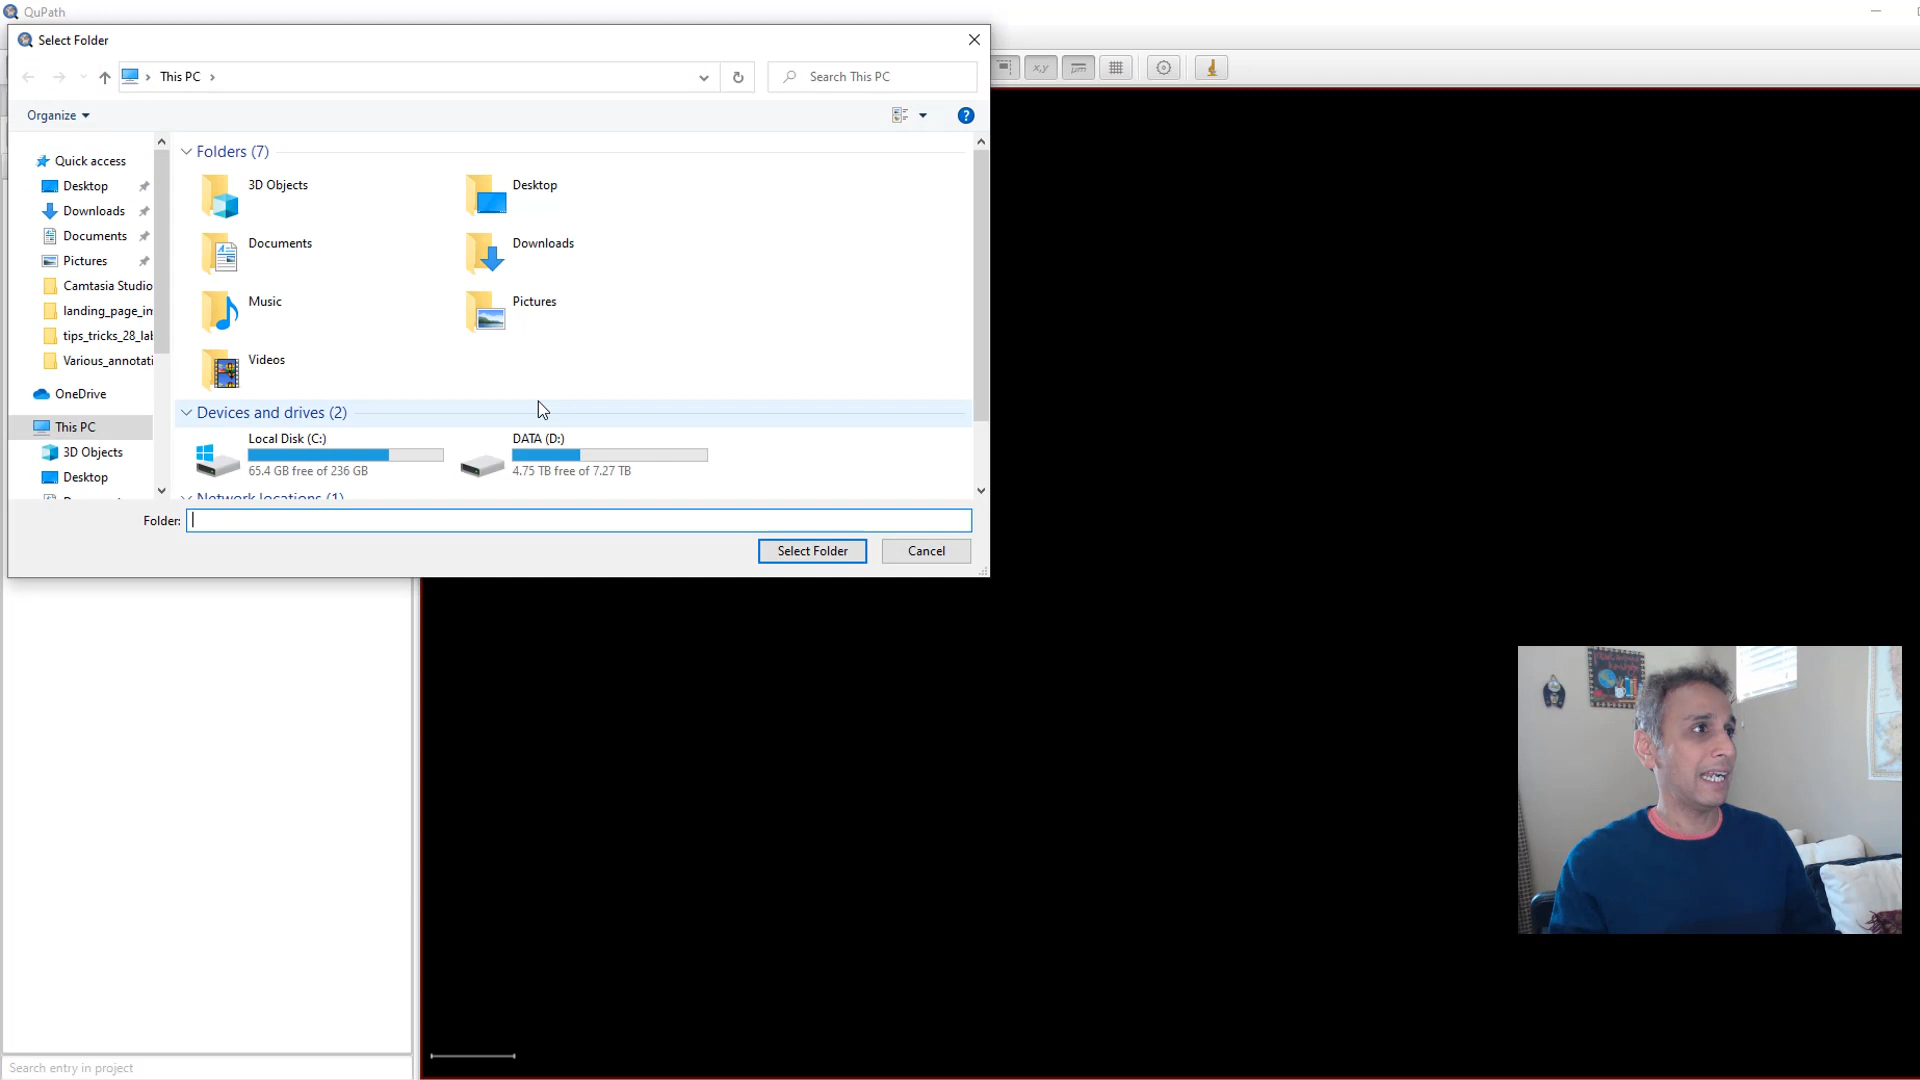 QuPath
Select Folder
This PC
Search This PC
Organize
?
Quick access
Desktop
Downloads
Documents
Pictures
Camtasia Studio
landing_page_in
tips_tricks_28_lab
Various_annotati
OneDrive
This PC
3D Objects
Desktop
Folders (7)
3D Objects
Desktop
Documents
Downloads
Music
Pictures
Videos
Devices and drives (2)
Local Disk (C:)
65.4 GB free of 236 GB
DATA (D:)
4.75 TB free of 7.27 TB
Network locations (1)
Folder:
Select Folder
Cancel
x,y
μm
Search entry in project